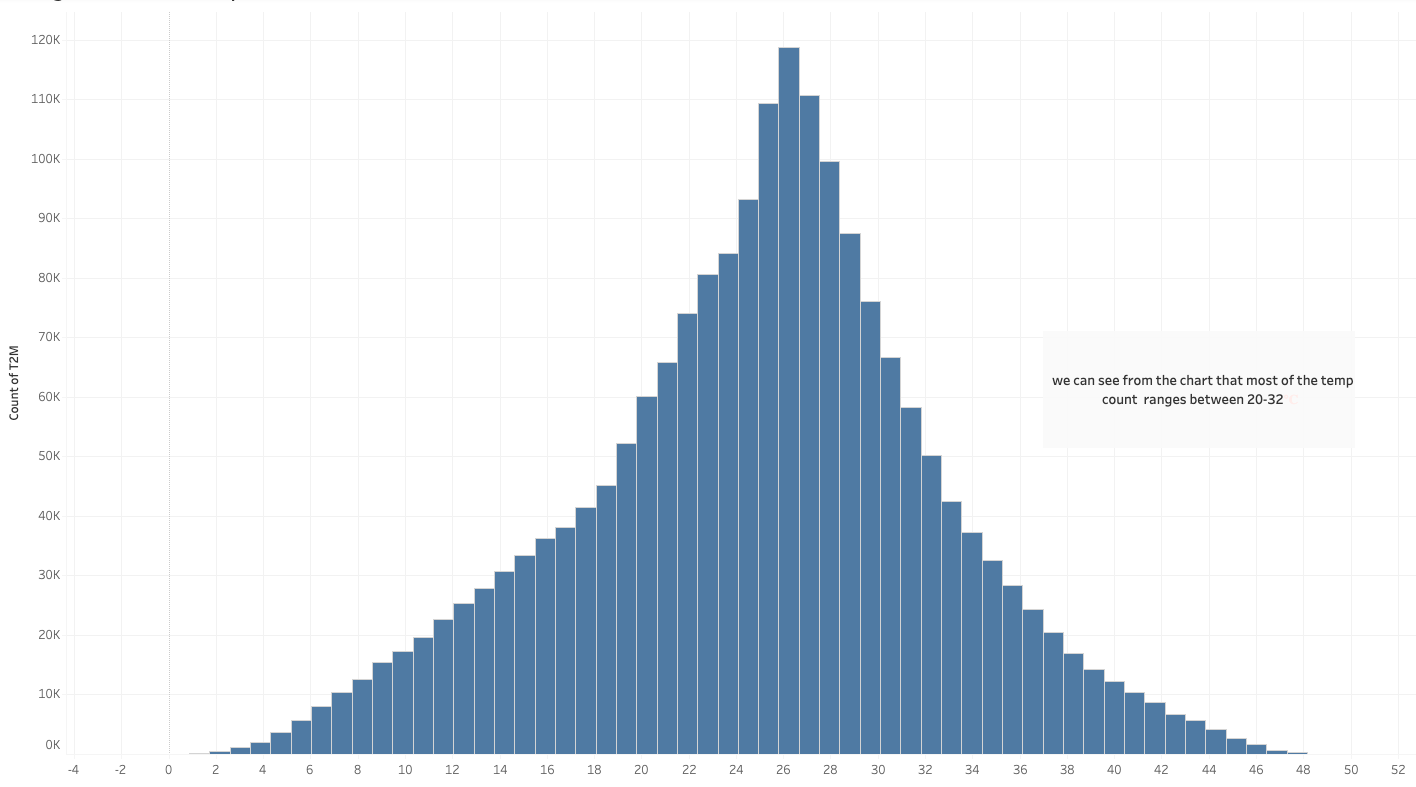 120K
110K
100K
90K
80K
70K
60K
50K
40K
30K
20K
10K
0K
Count of T2M
we can see from the chart that most of the temp
count ranges between 20-32 C
-4 -2 0 2 4 6 8 10 12 14 16 18 20 22 24 26 28 30 32 34 36 38 40 42 44 46 48 50 52